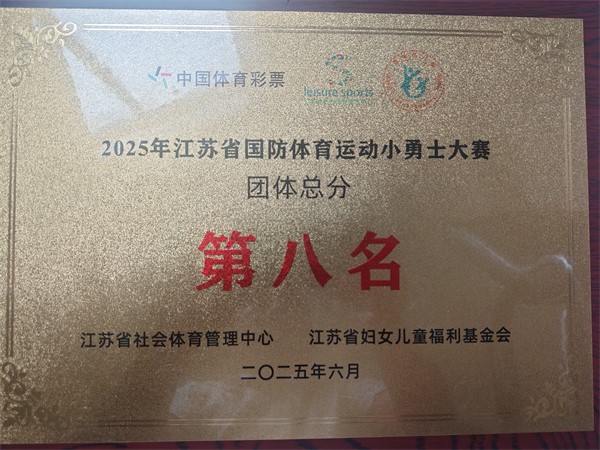 中国体育彩票
leisure sports
2025年江苏省国防体育运动小勇士大赛
团体总分
第八名
江苏省社会体育管理中心 江苏省妇女儿童福利基金会
二〇二五年六月